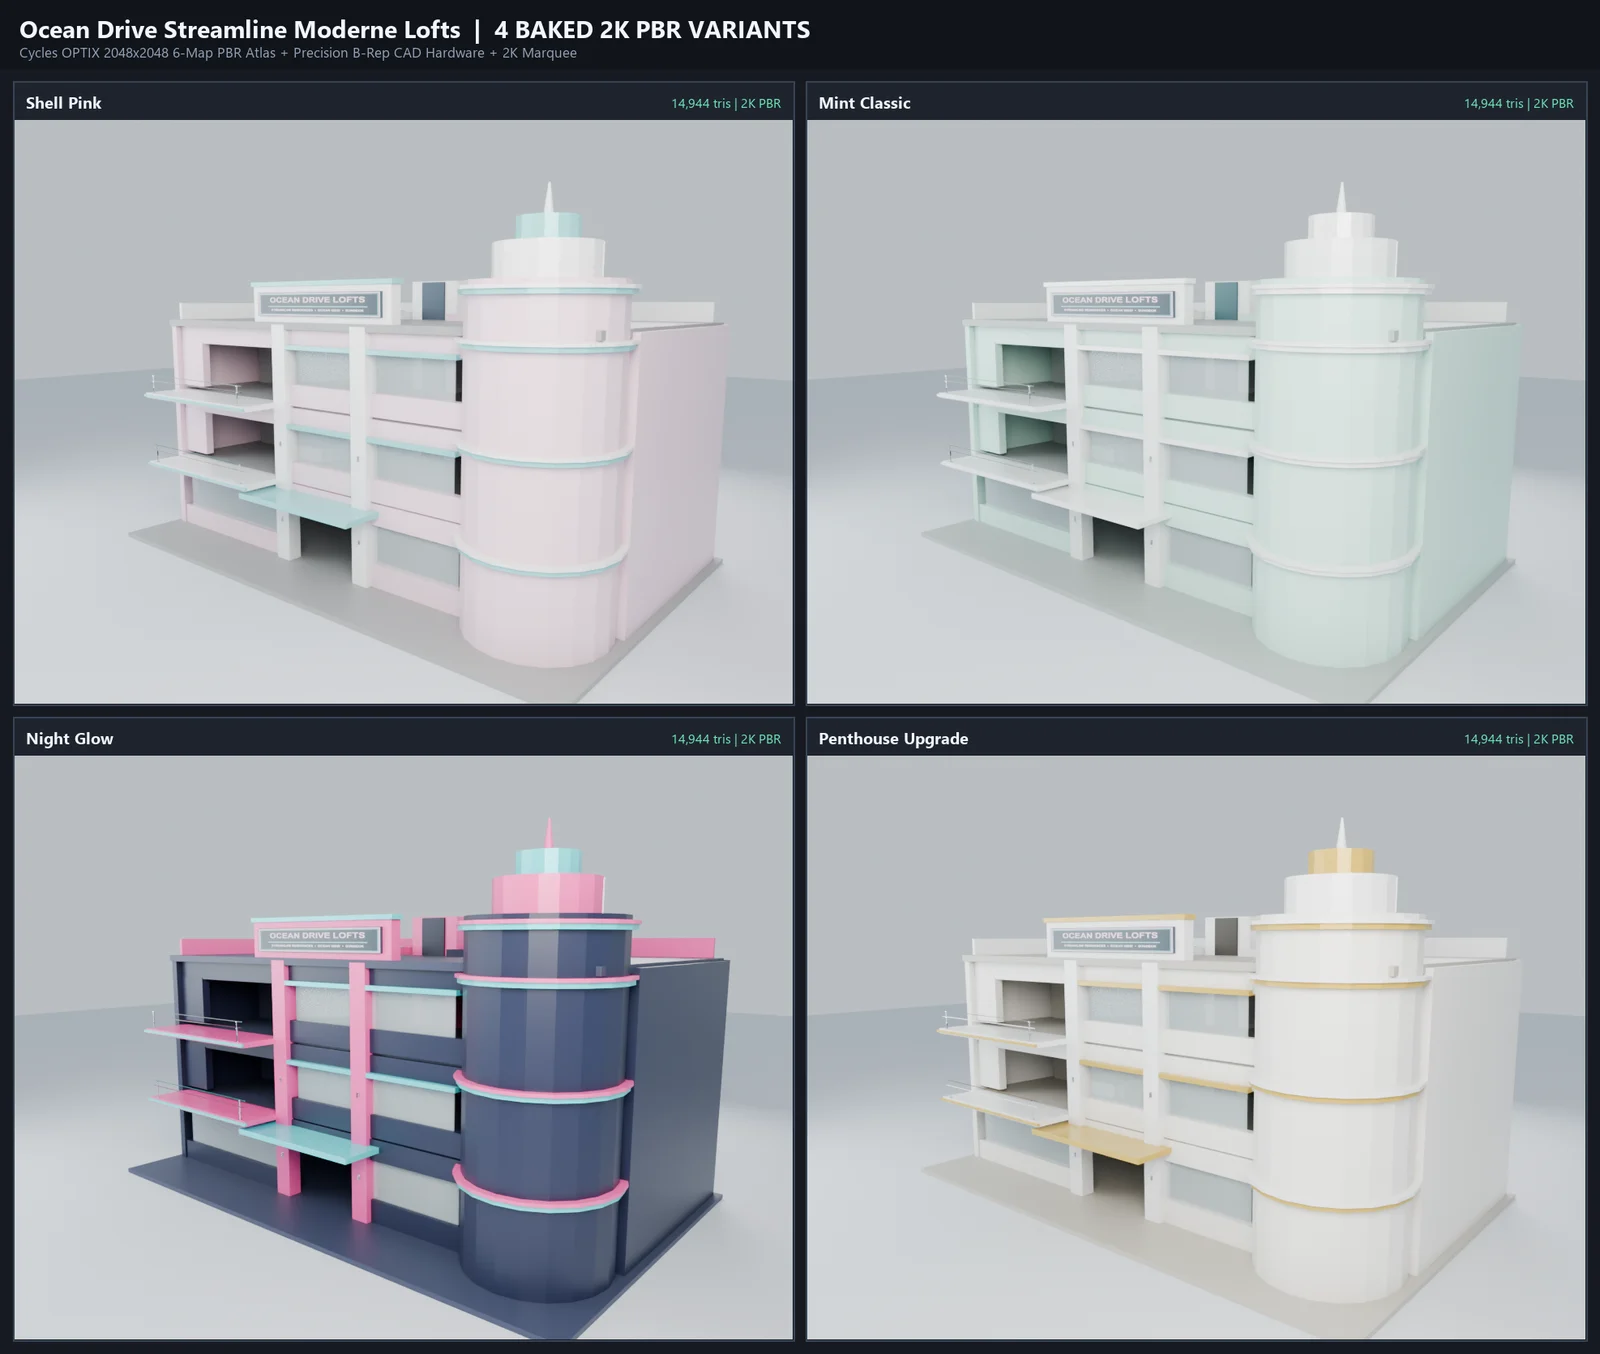 Ocean Drive Streamline Moderne Lofts | 4 BAKED 2K PBR VARIANTS
Cycles OPTIX 2048x2048 6-Map PBR Atlas + Precision B-Rep CAD Hardware + 2K Marquee
Shell Pink
14,944 tris | 2K PBR
OCEAN DRIVE LOFTS
Mint Classic
14,944 tris | 2K PBR
OCEAN DRIVE LOFTS
Night Glow
14,944 tris | 2K PBR
OCEAN DRIVE LOFTS
Penthouse Upgrade
14,944 tris | 2K PBR
OCEAN DRIVE LOFTS